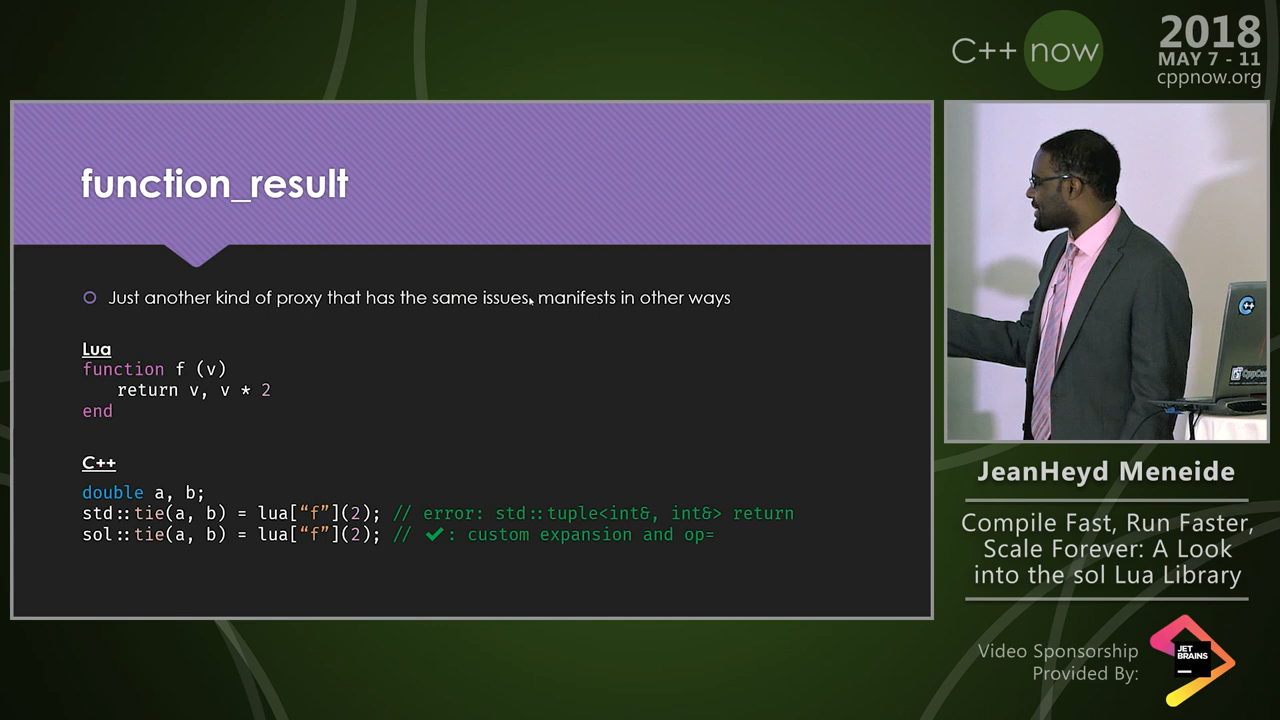 C++ now
2018
MAY 7 - 11
cppnow.org
function_result
Just another kind of proxy that has the same issues, manifests in other ways
Lua
function f (v)
return v, v * 2
end
C++
double a, b;
std::tie(a, b) = lua[“f”](2); // error: std::tuple<int&, int&> return
sol::tie(a, b) = lua[“f”](2); // ✔: custom expansion and op=
C++
CppCast
JeanHeyd Meneide
Compile Fast, Run Faster,
Scale Forever: A Look
into the sol Lua Library
Video Sponsorship
Provided By:
JET
BRAINS